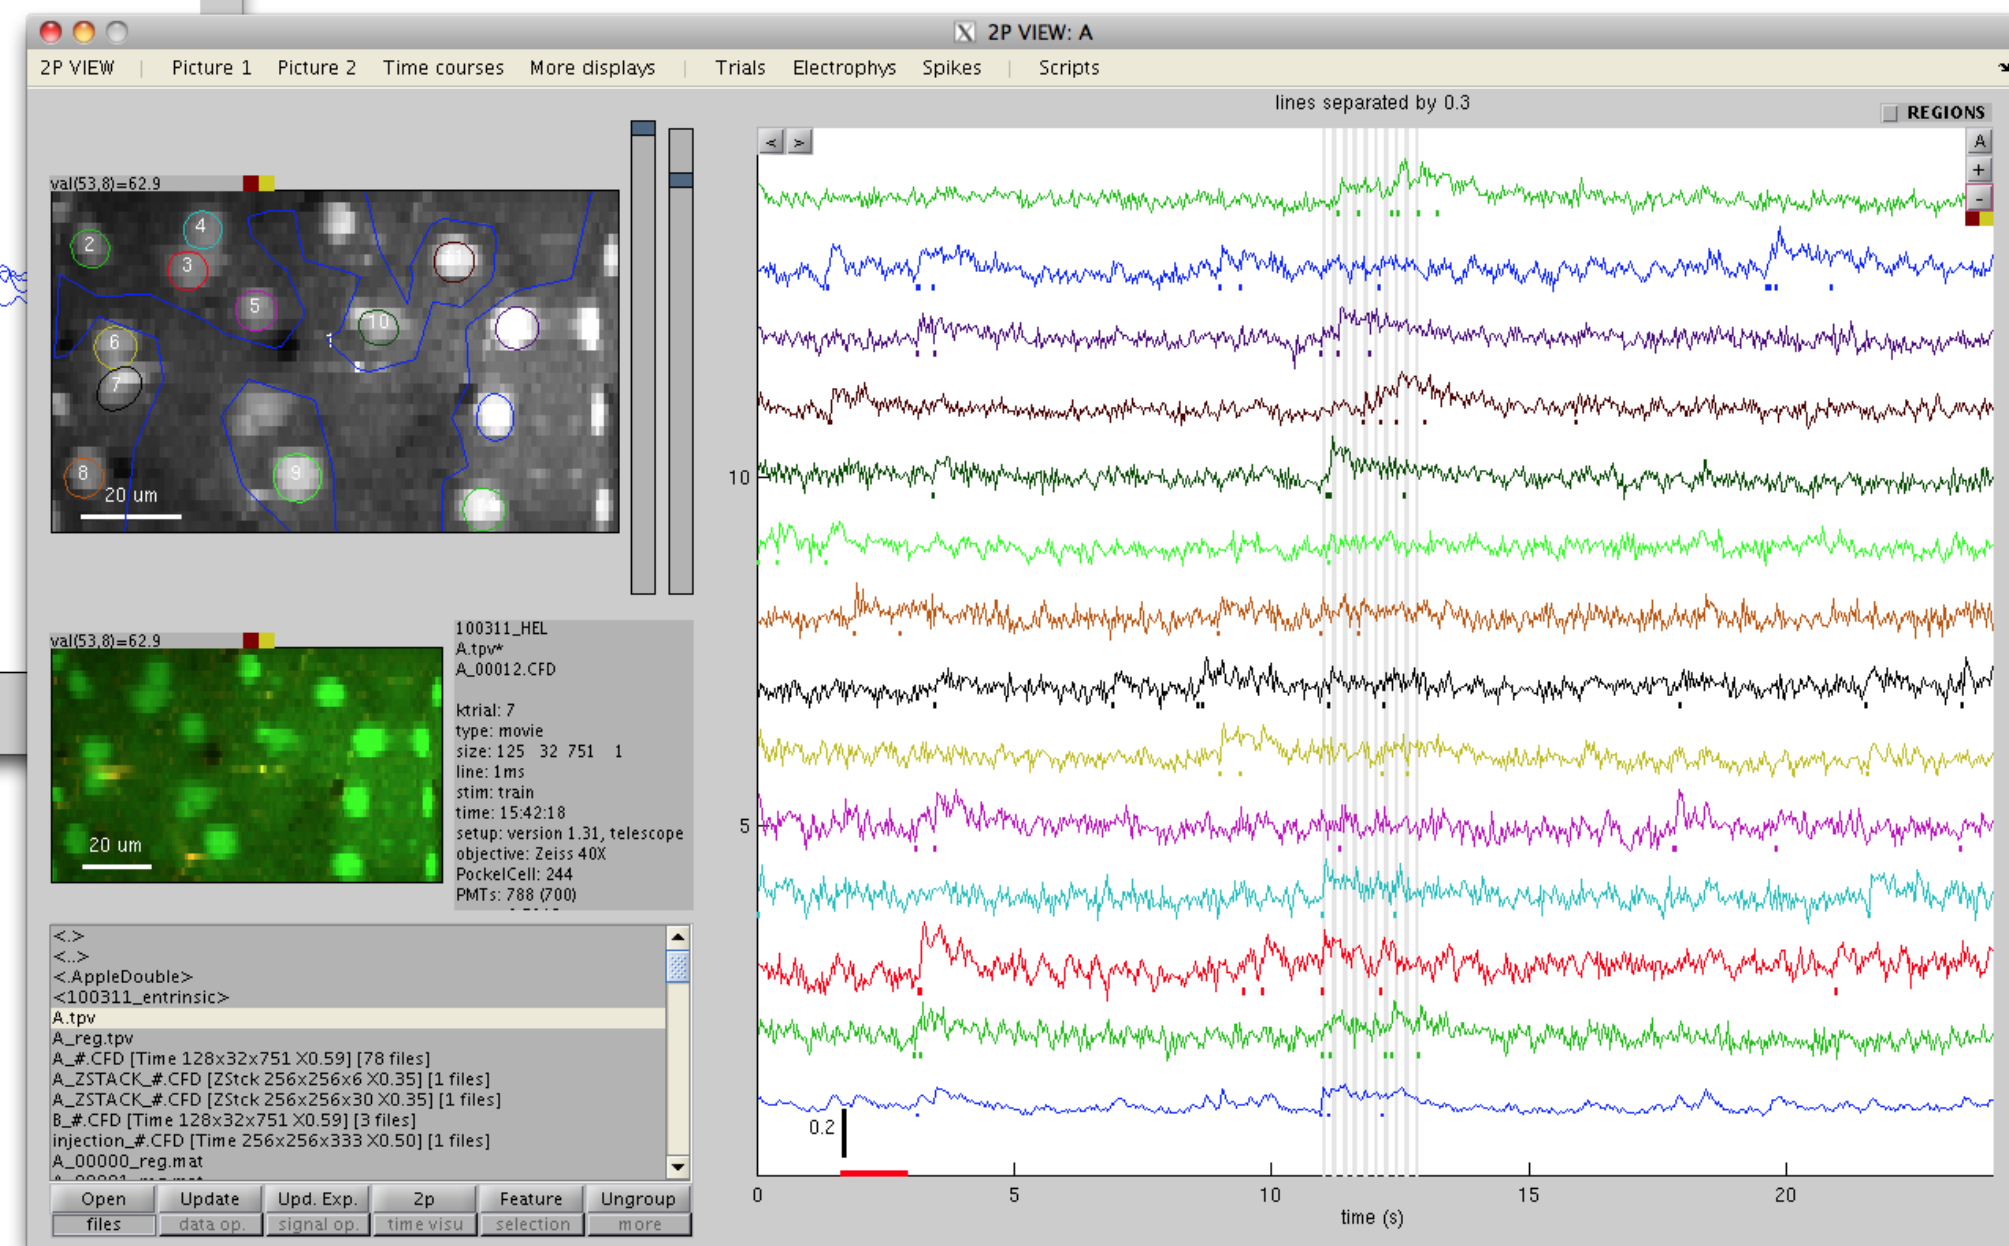 2P VIEW: A
2P VIEW | Picture 1 Picture 2 Time courses More displays | Trials Electrophys Spikes | Scripts
lines separated by 0.3
REGIONS
< >
A
+
-
val(53,8)=62.9
2
4
3
5
1
10
6
7
8
9
20 um
val(53,8)=62.9
20 um
100311_HEL
A.tpv*
A_00012.CFD
ktrial: 7
type: movie
size: 125 32 751 1
line: 1ms
stim: train
time: 15:42:18
setup: version 1.31, telescope
objective: Zeiss 40X
PockelCell: 244
PMTs: 788 (700)
<.>
<..>
<.AppleDouble>
<100311_entrinsic>
A.tpv
A_reg.tpv
A_#.CFD [Time 128x32x751 X0.59] [78 files]
A_ZSTACK_#.CFD [ZStck 256x256x6 X0.35] [1 files]
A_ZSTACK_#.CFD [ZStck 256x256x30 X0.35] [1 files]
B_#.CFD [Time 128x32x751 X0.59] [3 files]
injection_#.CFD [Time 256x256x333 X0.50] [1 files]
A_00000_reg.mat
Open Update Upd. Exp. 2p Feature Ungroup
files data op. signal op. time visu selection more
10
5
0.2
0 5 10 15 20
time (s)